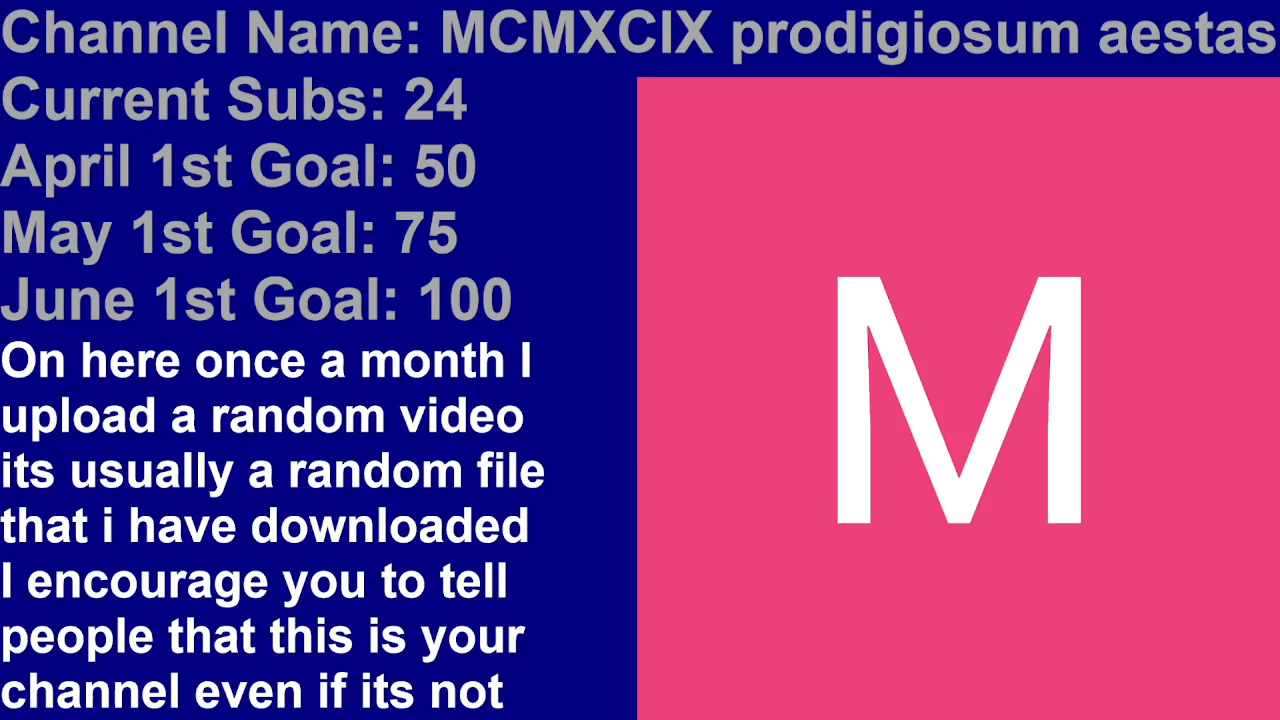 Channel Name: MCMXCIX prodigiosum aestas
Current Subs: 24
April 1st Goal: 50
May 1st Goal: 75
June 1st Goal: 100
On here once a month I
upload a random video
its usually a random file
that i have downloaded
I encourage you to tell
people that this is your
channel even if its not
M